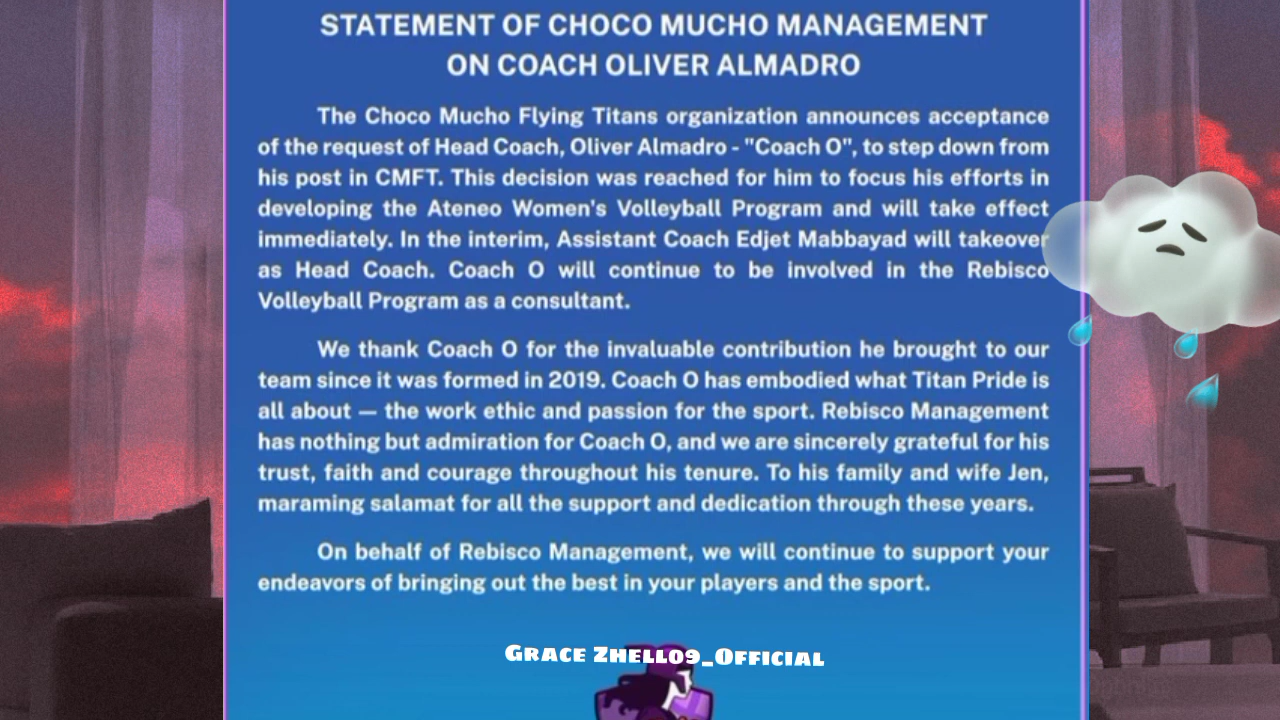 STATEMENT OF CHOCO MUCHO MANAGEMENT
ON COACH OLIVER ALMADRO
The Choco Mucho Flying Titans organization announces acceptance
of the request of Head Coach, Oliver Almadro - "Coach O", to step down from
his post in CMFT. This decision was reached for him to focus his efforts in
developing the Ateneo Women's Volleyball Program and will take effect
immediately. In the interim, Assistant Coach Edjet Mabbayad will takeover
as Head Coach. Coach O will continue to be involved in the Rebisco
Volleyball Program as a consultant.
We thank Coach O for the invaluable contribution he brought to our
team since it was formed in 2019. Coach O has embodied what Titan Pride is
all about — the work ethic and passion for the sport. Rebisco Management
has nothing but admiration for Coach O, and we are sincerely grateful for his
trust, faith and courage throughout his tenure. To his family and wife Jen,
maraming salamat for all the support and dedication through these years.
On behalf of Rebisco Management, we will continue to support your
endeavors of bringing out the best in your players and the sport.
Grace Zhell09_Official